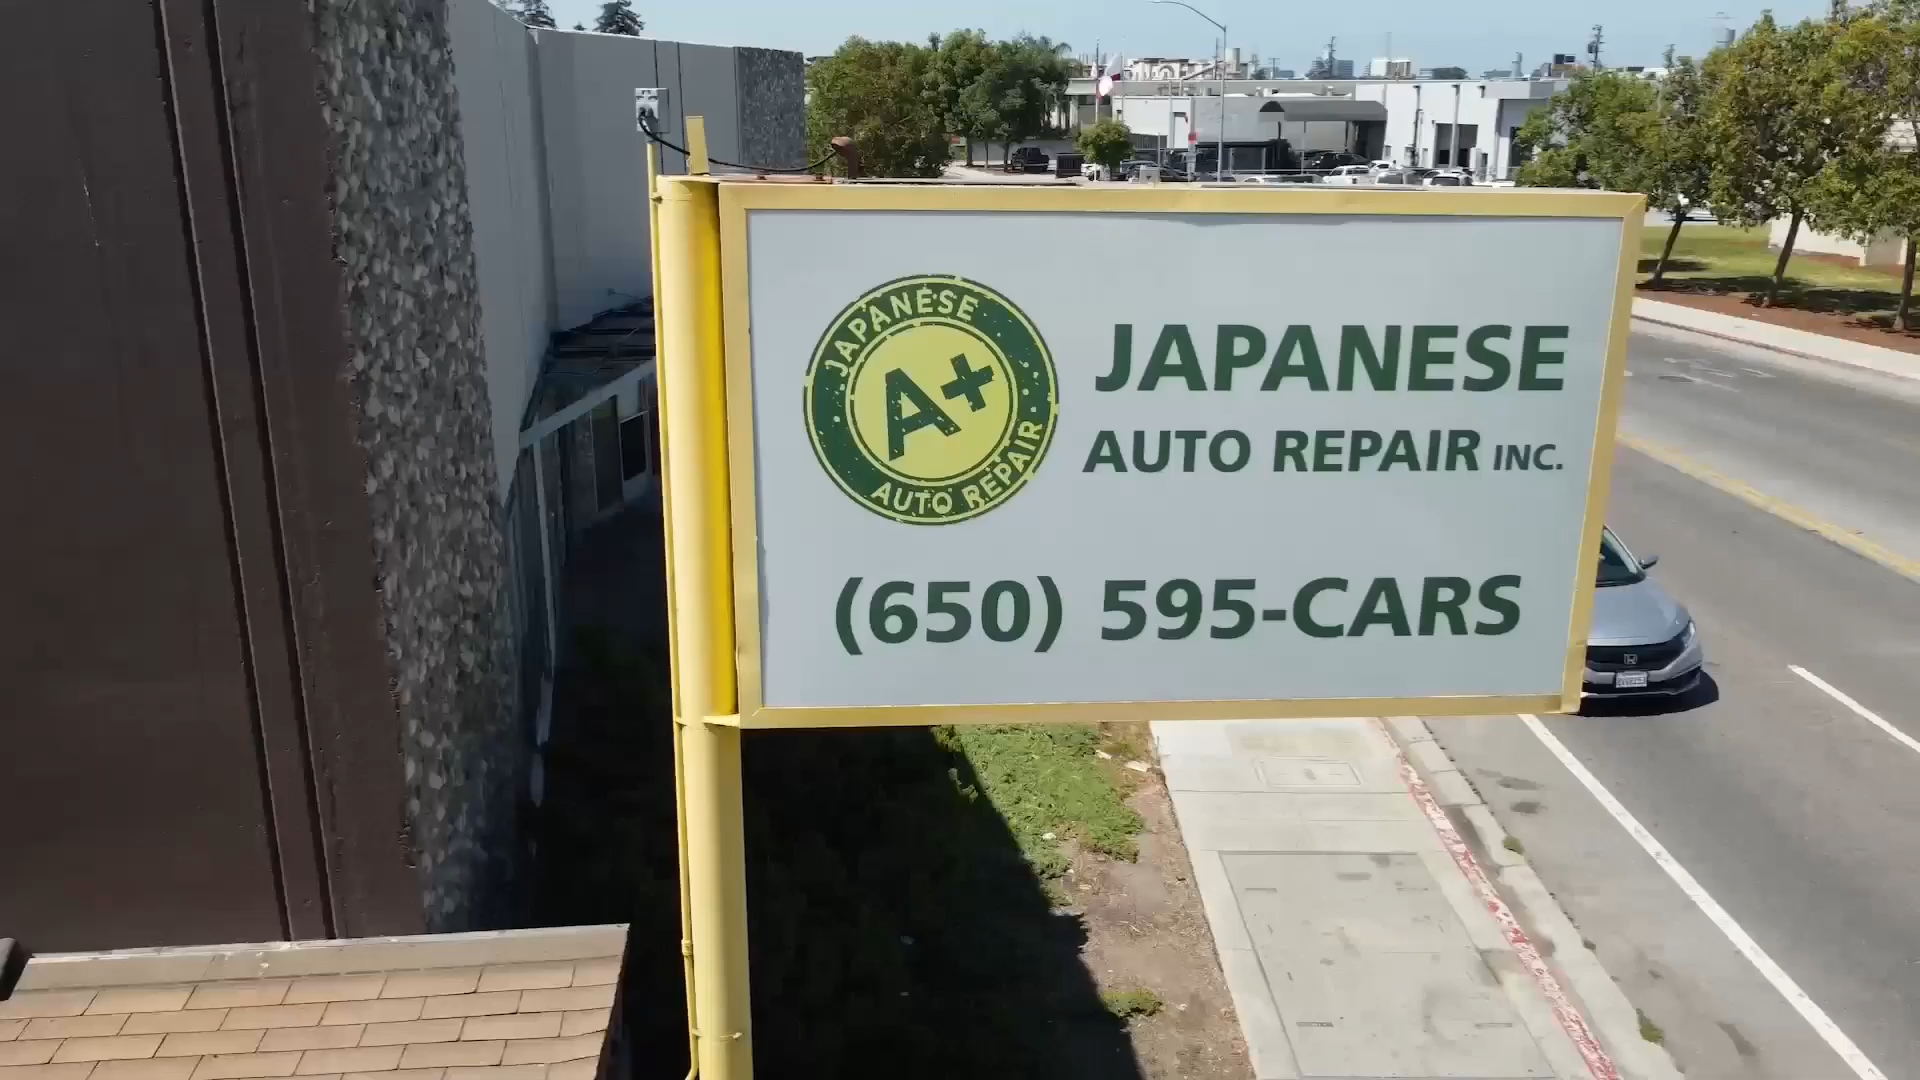 JAPANESE
A+
AUTO REPAIR
JAPANESE
AUTO REPAIR INC.
(650) 595-CARS